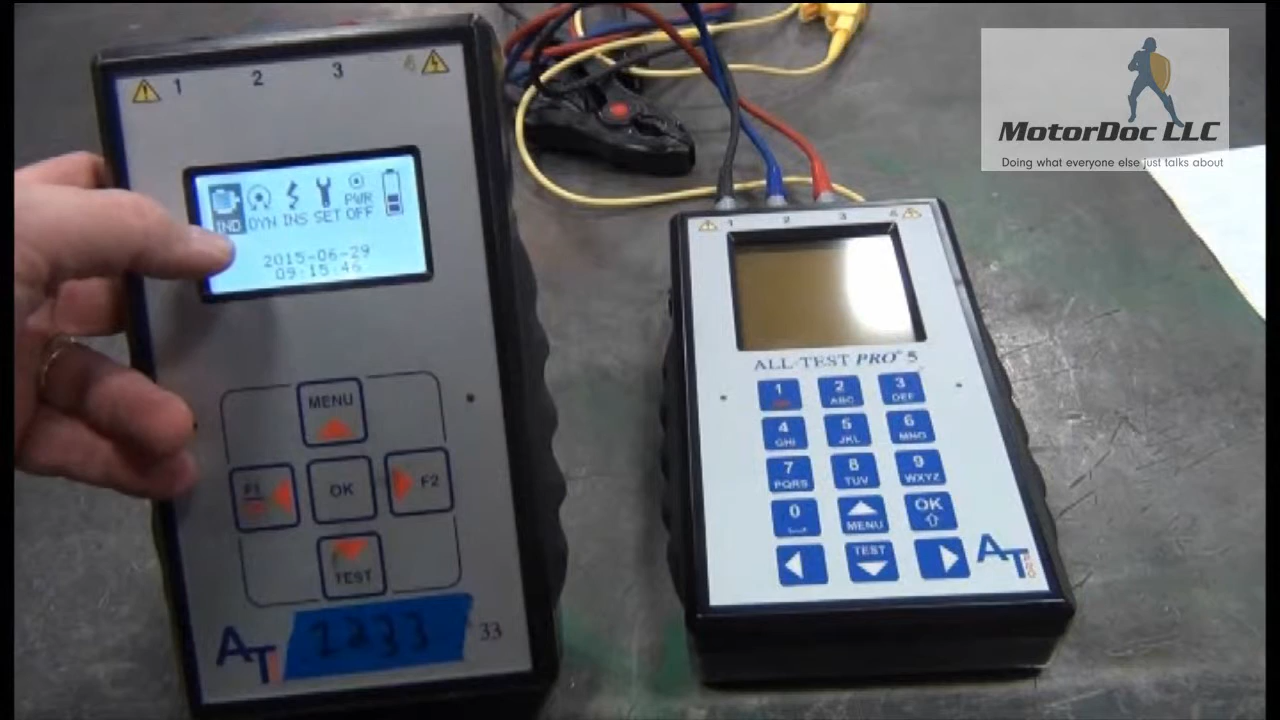 1 2 3 4
IND DYN INS SET PWR OFF
2015-06-29
09:15:46
MENU
F1
OK
F2
TEST
AT
2233
33
MotorDoc LLC
Doing what everyone else just talks about
1 2 3 4
ALL-TEST PRO® 5
1
2 ABC
3 DEF
4 GHI
5 JKL
6 MNO
7 PQRS
8 TUV
9 WXYZ
0
MENU
OK
TEST
AT PRO